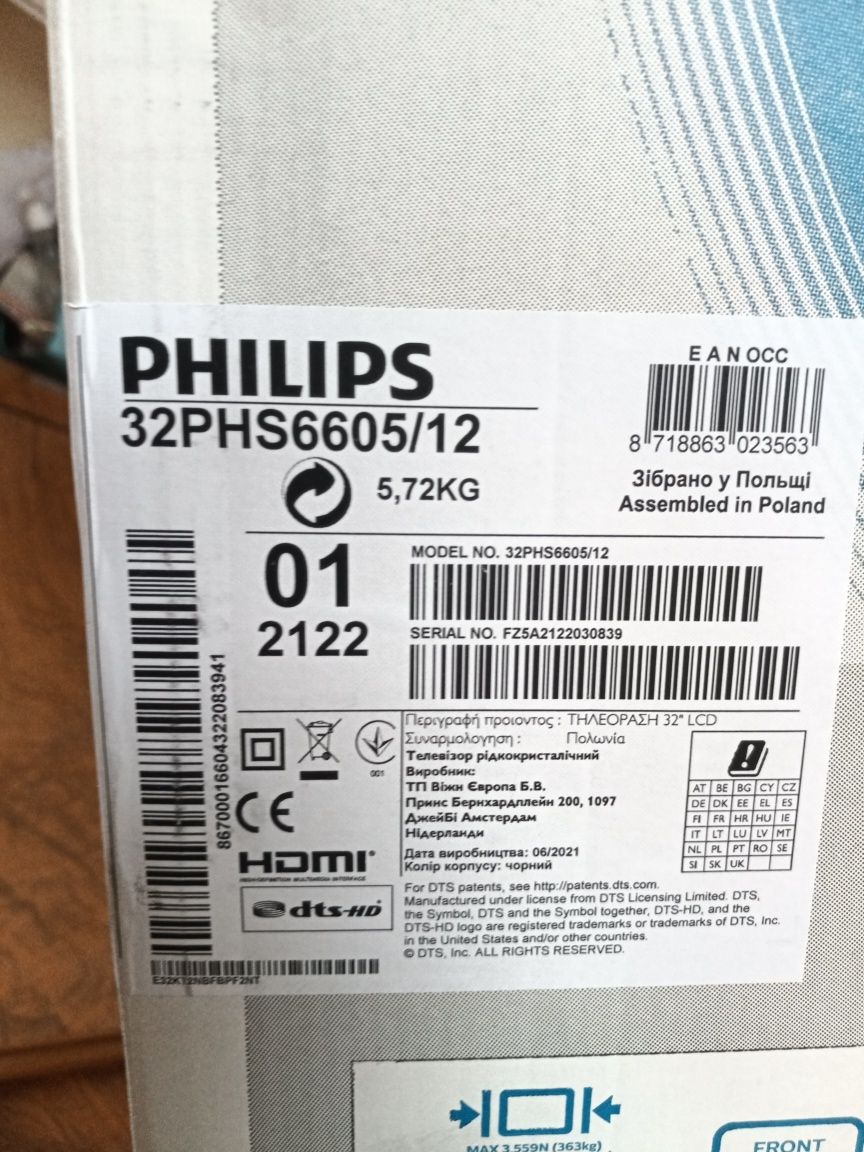 PHILIPS
32PHS6605/12
5,72KG
E A N OCC
8 718863 023563
Зібрано у Польщі
Assembled in Poland
01
2122
MODEL NO. 32PHS6605/12
SERIAL NO. FZ5A2122030839
86700016604322083941
001
CE
HDMI
HIGH-DEFINITION MULTIMEDIA INTERFACE
dts-HD
Περιγραφή προιοντος : ΤΗΛΕΟΡΑΣΗ 32" LCD
Συναρμολογηση : Πολωνία
Телевізор рідкокристалічний
Виробник:
ТП Віжн Європа Б.В.
Принс Бернхардплейн 200, 1097
ДжейБі Амстердам
Нідерланди
Дата виробництва: 06/2021
Колір корпусу: чорний
AT BE BG CY CZ
DE DK EE EL ES
FI FR HR HU IE
IT LT LU LV MT
NL PL PT RO SE
SI SK UK
For DTS patents, see http://patents.dts.com.
Manufactured under license from DTS Licensing Limited. DTS,
the Symbol, DTS and the Symbol together, DTS-HD, and the
DTS-HD logo are registered trademarks or trademarks of DTS, Inc.
in the United States and/or other countries.
© DTS, Inc. ALL RIGHTS RESERVED.
MAX 3.559N (363kg)
FRONT